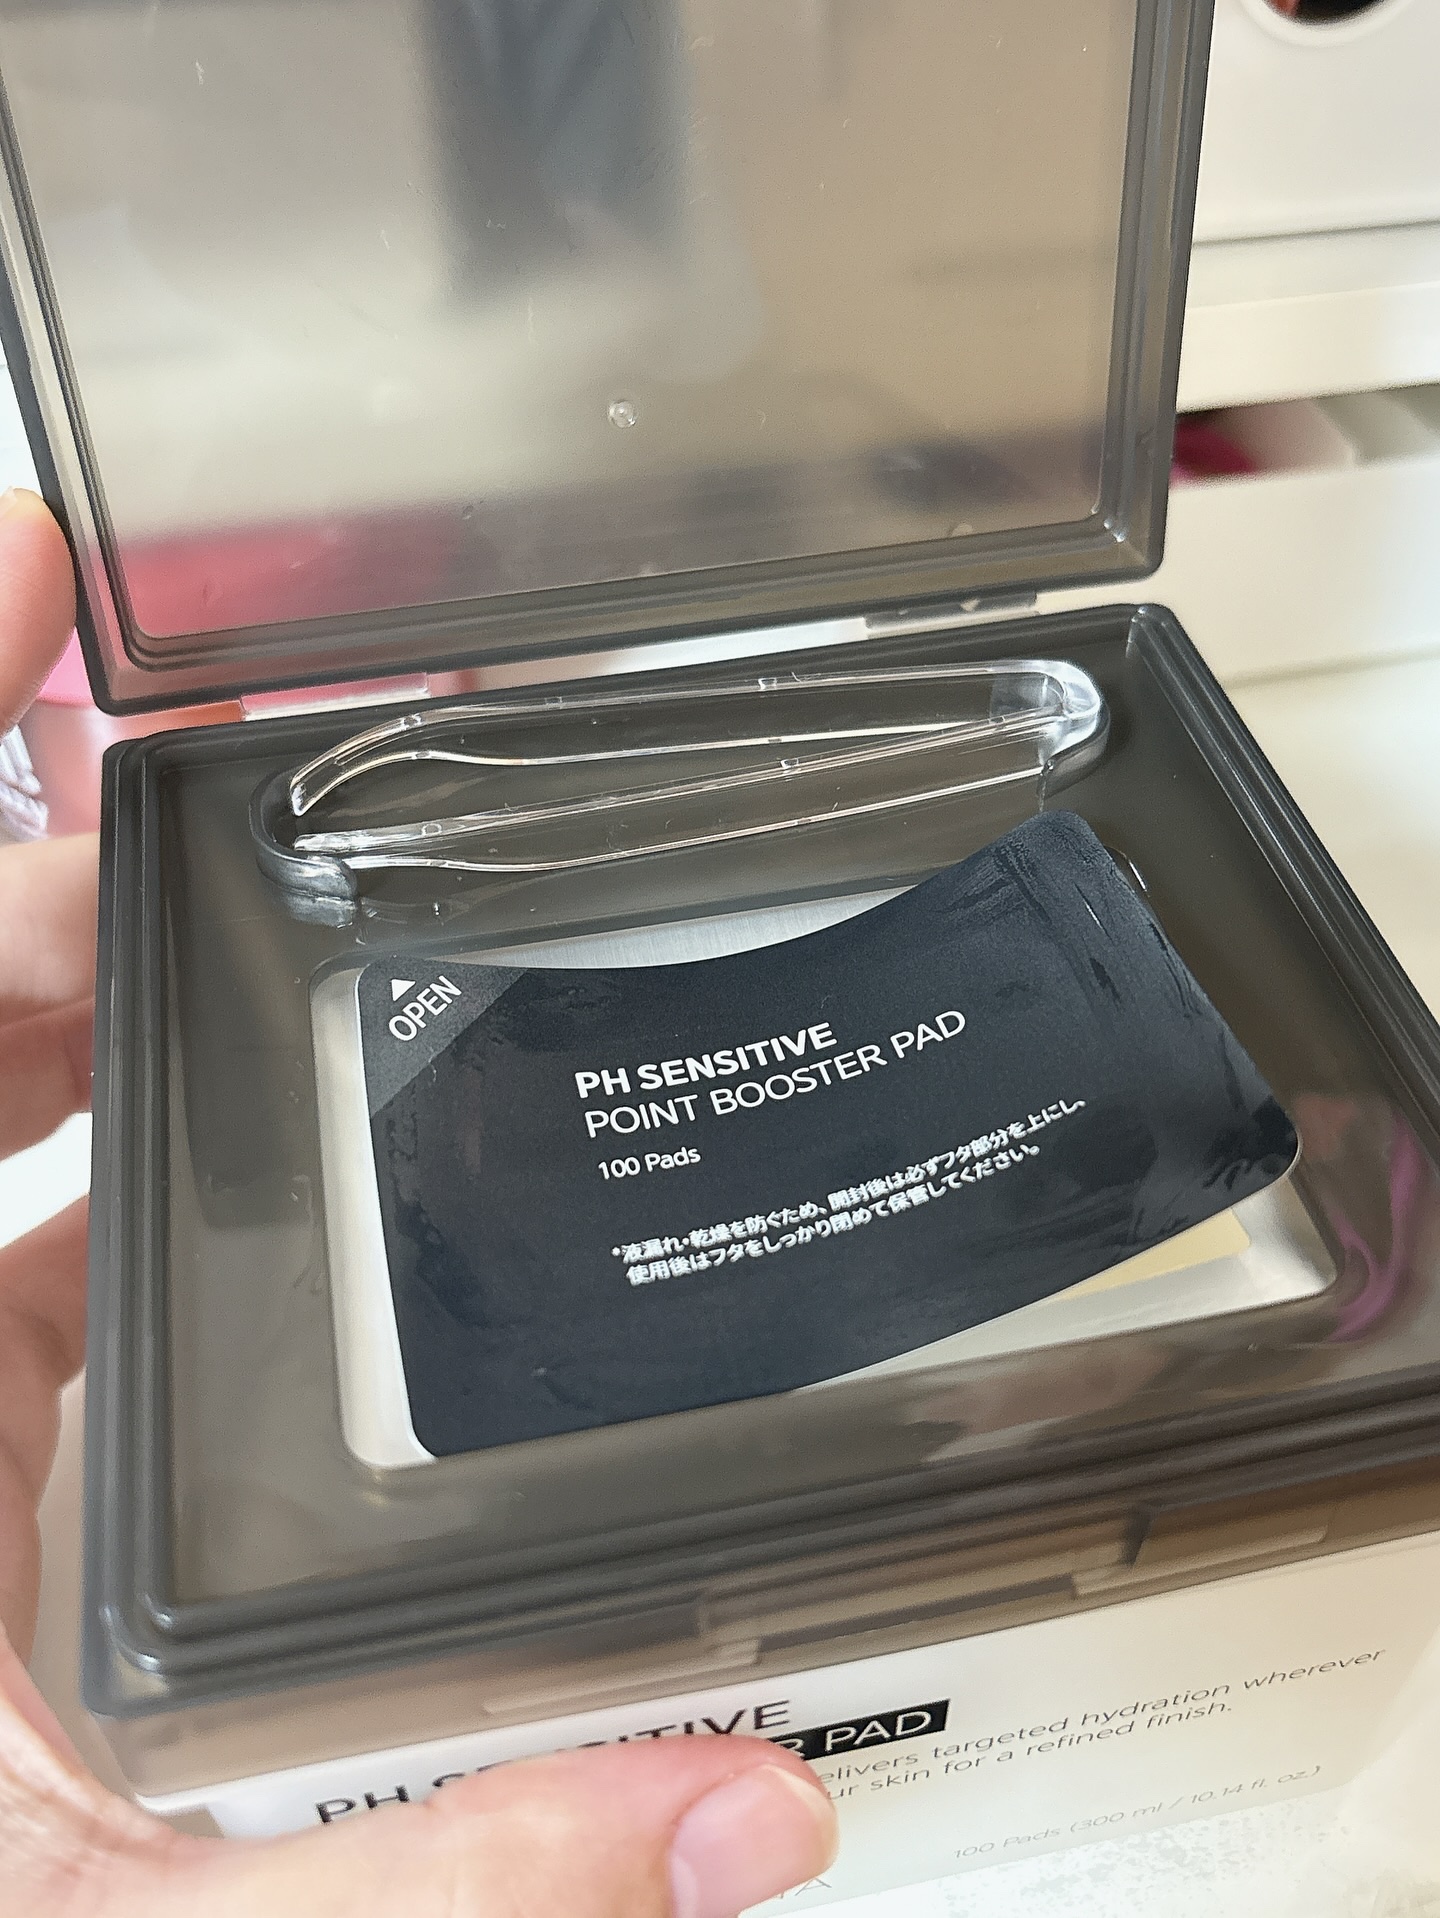 OPEN
PH SENSITIVE
POINT BOOSTER PAD
100 Pads
*液漏れ・乾燥を防ぐため、開封後は必ずフタ部分を上にし、
使用後はフタをしっかり閉めて保管してください。
PAD
targeted hydration wherever
skin for a refined finish.
100 Pads (300 ml / 10.14 fl. oz.)